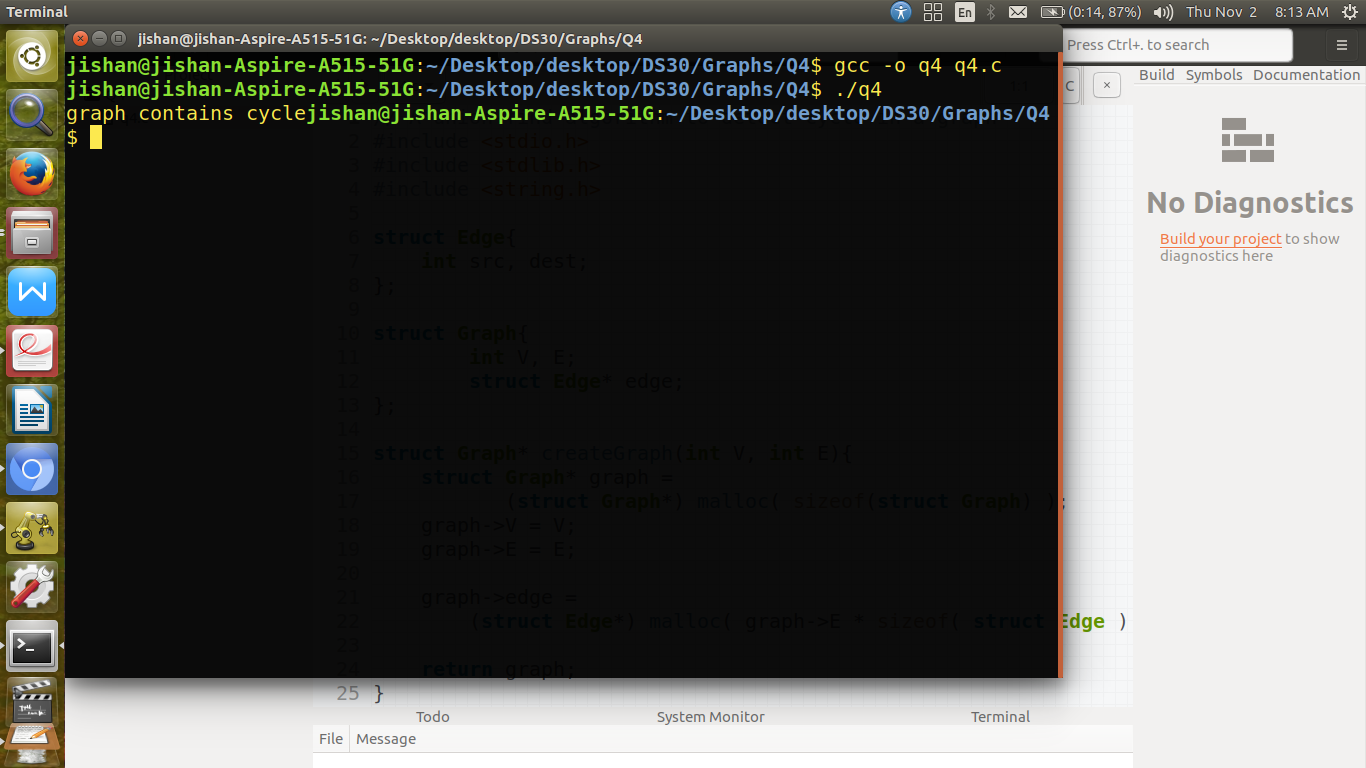 Terminal
En
(0:14, 87%)
Thu Nov 2
8:13 AM
jishan@jishan-Aspire-A515-51G: ~/Desktop/desktop/DS30/Graphs/Q4
Press Ctrl+. to search
jishan@jishan-Aspire-A515-51G:~/Desktop/desktop/DS30/Graphs/Q4$ gcc -o q4 q4.c
jishan@jishan-Aspire-A515-51G:~/Desktop/desktop/DS30/Graphs/Q4$ ./q4
graph contains cyclejishan@jishan-Aspire-A515-51G:~/Desktop/desktop/DS30/Graphs/Q4
$
C
Build Symbols Documentation
No Diagnostics
Build your project to show
diagnostics here
2 #include <stdio.h>
3 #include <stdlib.h>
4 #include <string.h>
5
6 struct Edge{
7 int src, dest;
8 };
9
10 struct Graph{
11 int V, E;
12 struct Edge* edge;
13 };
14
15 struct Graph* createGraph(int V, int E){
16 struct Graph* graph =
17 (struct Graph*) malloc( sizeof(struct Graph) );
18 graph->V = V;
19 graph->E = E;
20
21 graph->edge =
22 (struct Edge*) malloc( graph->E * sizeof( struct Edge )
23
24 return graph;
25 }
Todo System Monitor Terminal
File Message